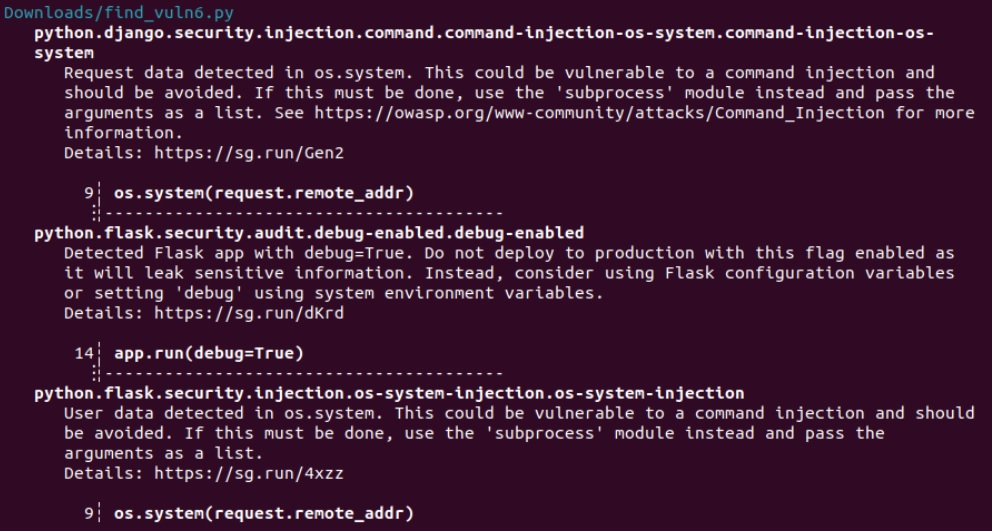 Downloads/find_vuln6.py
python.django.security.injection.command.command-injection-os-system.command-injection-os-
system
Request data detected in os.system. This could be vulnerable to a command injection and
should be avoided. If this must be done, use the 'subprocess' module instead and pass the
arguments as a list. See https://owasp.org/www-community/attacks/Command_Injection for more
information.
Details: https://sg.run/Gen2
9┆ os.system(request.remote_addr)
⋮┆----------------------------------------
python.flask.security.audit.debug-enabled.debug-enabled
Detected Flask app with debug=True. Do not deploy to production with this flag enabled as
it will leak sensitive information. Instead, consider using Flask configuration variables
or setting 'debug' using system environment variables.
Details: https://sg.run/dKrd
14┆ app.run(debug=True)
⋮┆----------------------------------------
python.flask.security.injection.os-system-injection.os-system-injection
User data detected in os.system. This could be vulnerable to a command injection and should
be avoided. If this must be done, use the 'subprocess' module instead and pass the
arguments as a list.
Details: https://sg.run/4xzz
9┆ os.system(request.remote_addr)